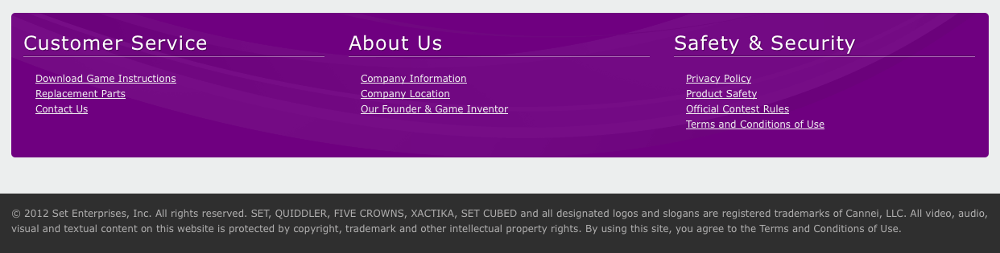 Customer Service
Download Game Instructions
Replacement Parts
Contact Us
About Us
Company Information
Company Location
Our Founder & Game Inventor
Safety & Security
Privacy Policy
Product Safety
Official Contest Rules
Terms and Conditions of Use
© 2012 Set Enterprises, Inc. All rights reserved. SET, QUIDDLER, FIVE CROWNS, XACTIKA, SET CUBED and all designated logos and slogans are registered trademarks of Cannei, LLC. All video, audio,
visual and textual content on this website is protected by copyright, trademark and other intellectual property rights. By using this site, you agree to the Terms and Conditions of Use.